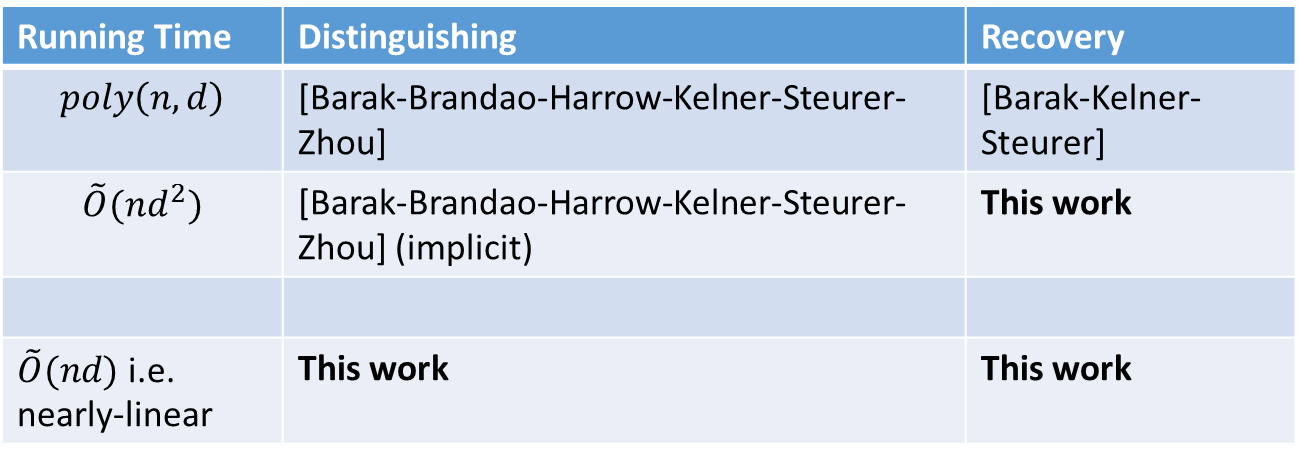 Running Time Distinguishing Recovery
poly(n, d) [Barak-Brandao-Harrow-Kelner-Steurer- [Barak-Kelner-
Zhou] Steurer]
Õ(nd²) [Barak-Brandao-Harrow-Kelner-Steurer- This work
Zhou] (implicit)
Õ(nd) i.e. This work This work
nearly-linear